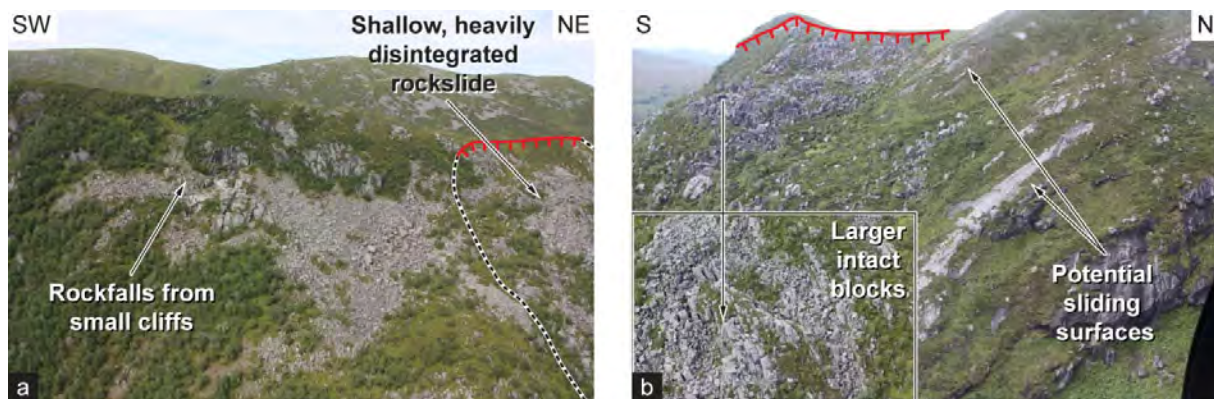 SW
NE
Shallow, heavily
disintegrated
rockslide
Rockfalls from
small cliffs
a
S
N
Larger
intact
blocks
Potential
sliding
surfaces
b